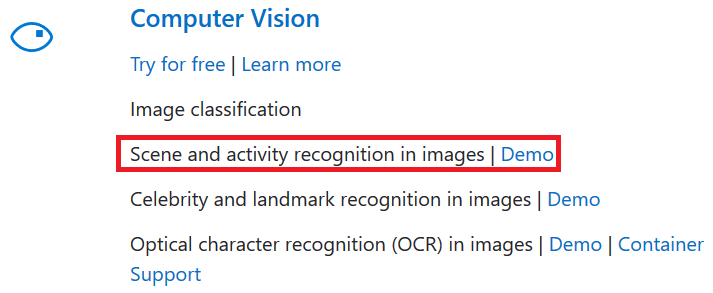 Computer Vision
Try for free | Learn more
Image classification
Scene and activity recognition in images | Demo
Celebrity and landmark recognition in images | Demo
Optical character recognition (OCR) in images | Demo | Container
Support